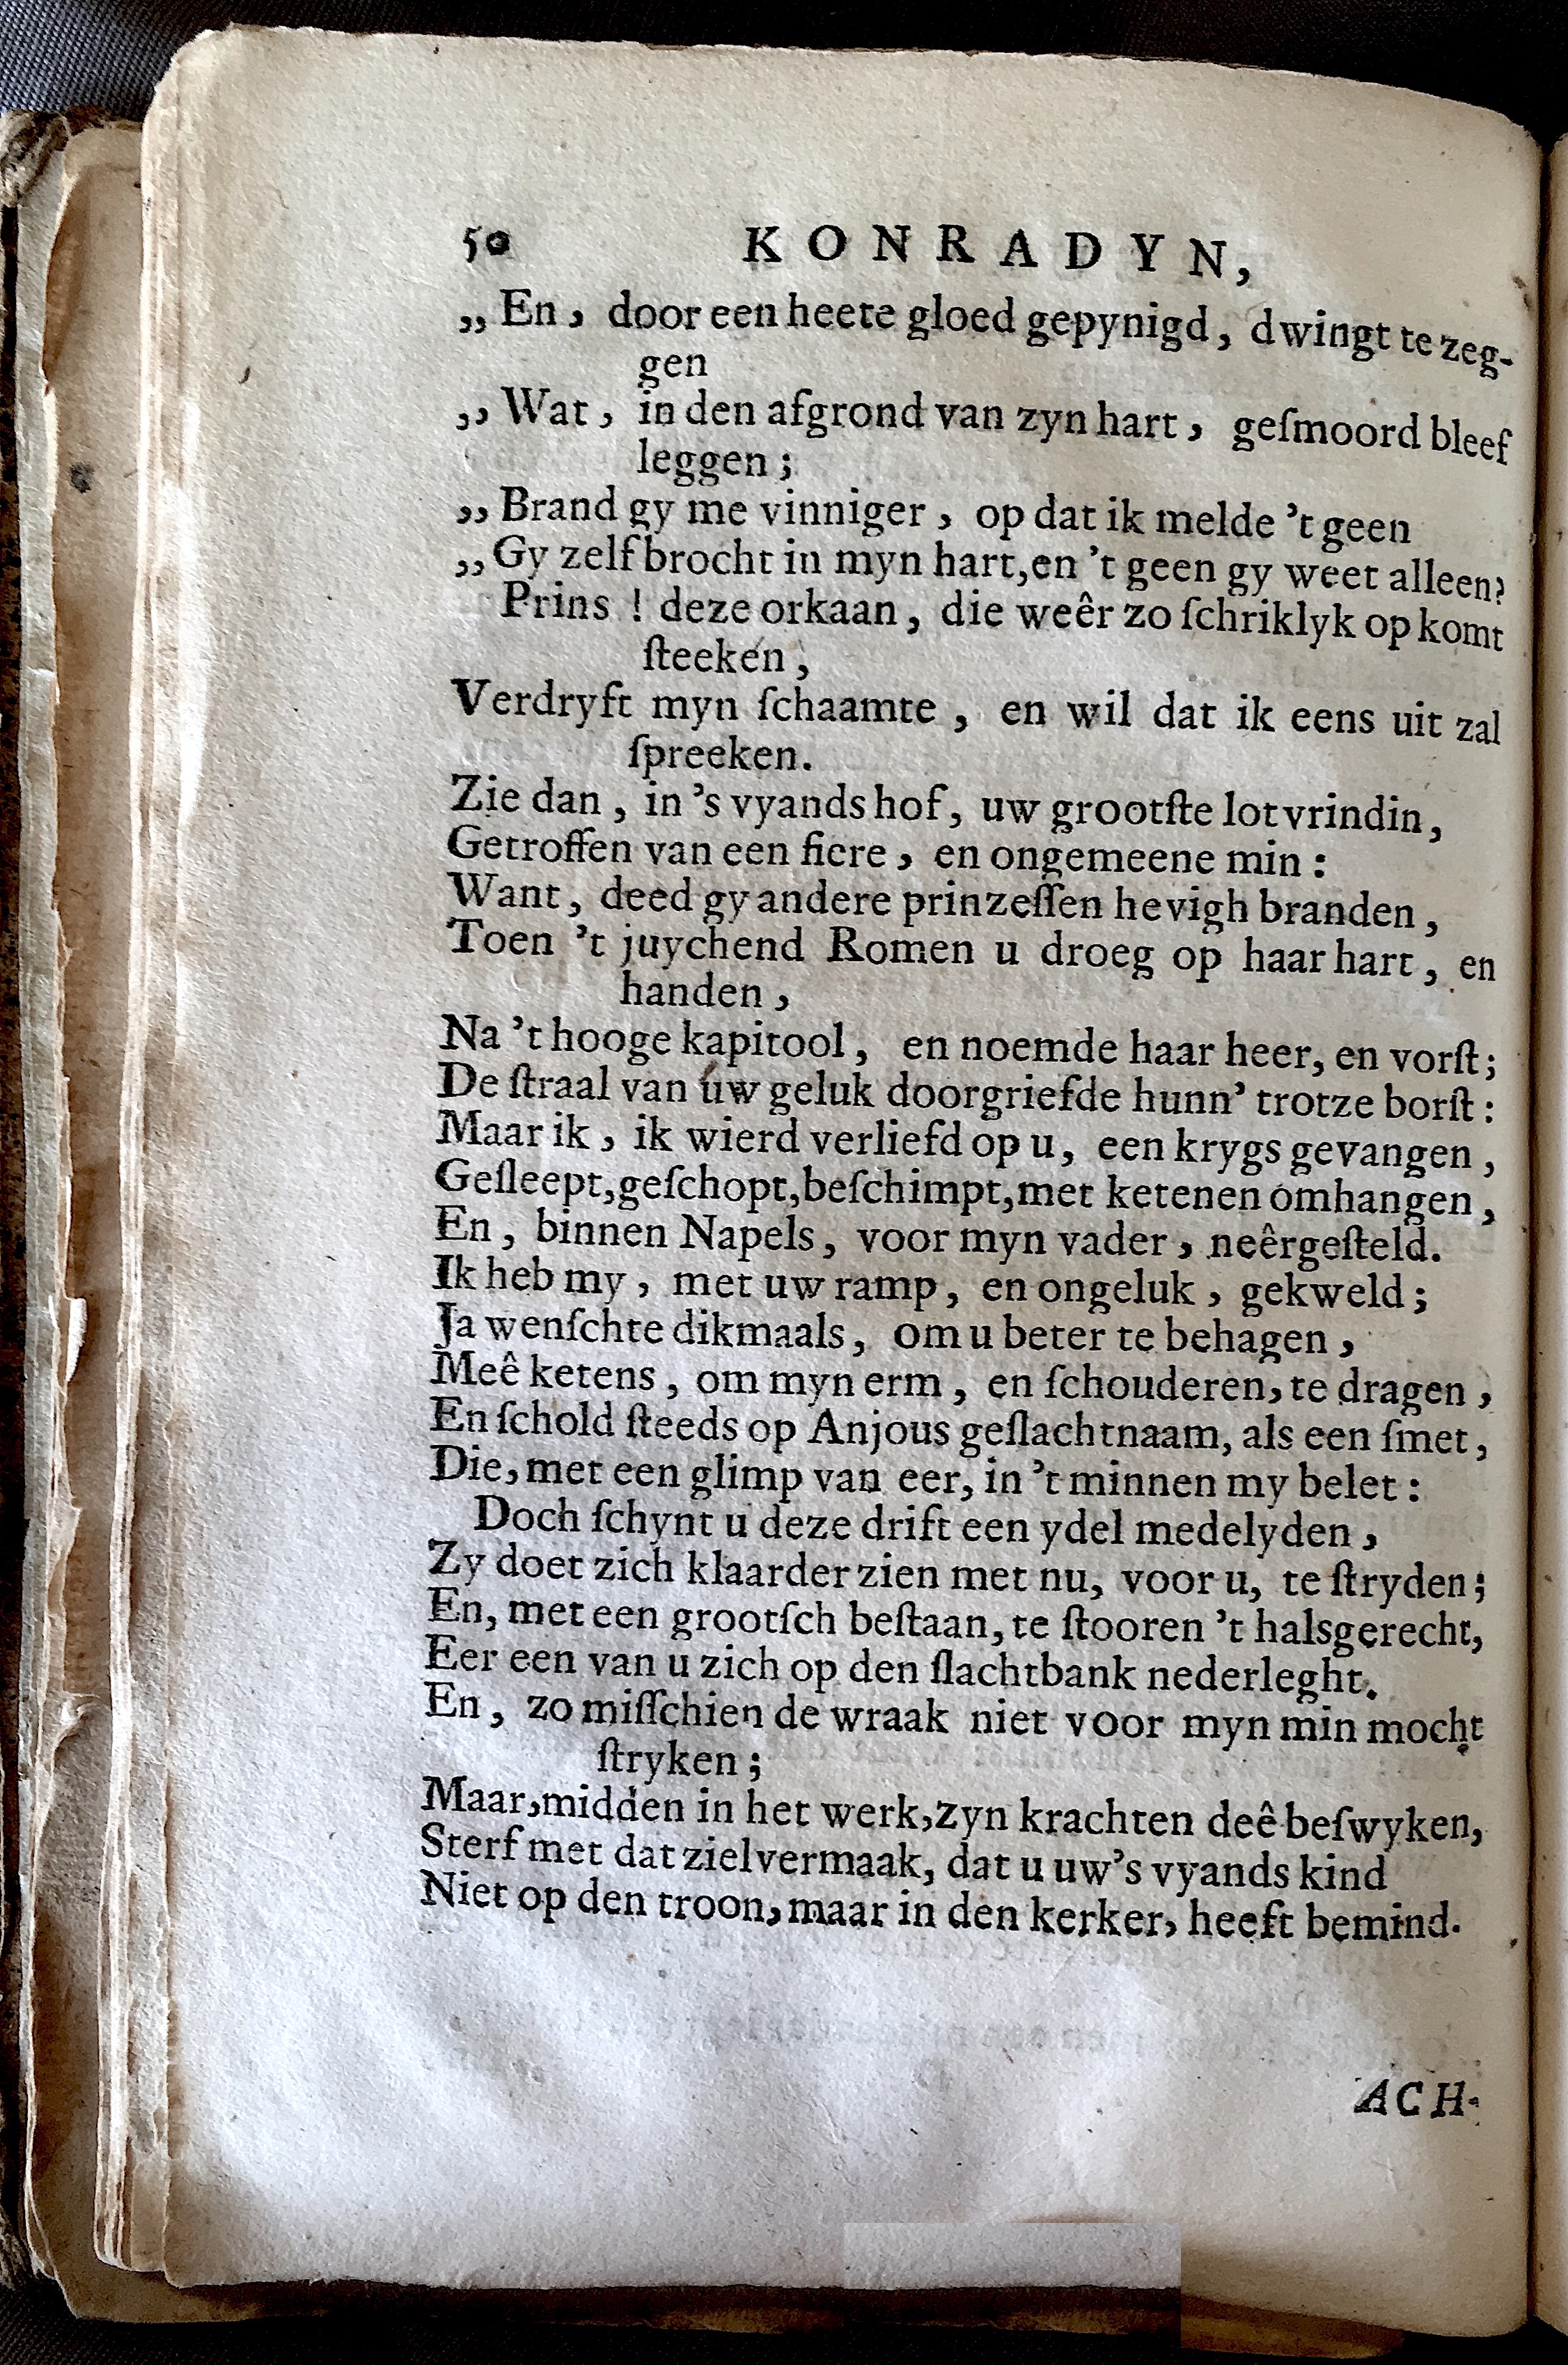 50 KONRADYN,
„En, door een heete gloed gepynigd, dwingt te zeg-
gen
„Wat, in den afgrond van zyn hart, geſmoord bleef
leggen;
„Brand gy me vinniger, op dat ik melde 't geen
„Gy zelf brocht in myn hart, en 't geen gy weet alleen?
Prins! deze orkaan, die weêr zo ſchriklyk op komt
ſteeken,
Verdryft myn ſchaamte, en wil dat ik eens uit zal
ſpreeken.
Zie dan, in 's vyands hof, uw grootſte lotvrindin,
Getroffen van een fiere, en ongemeene min:
Want, deed gy andere prinzeſſen hevigh branden,
Toen 't juychend Romen u droeg op haar hart, en
handen,
Na 't hooge kapitool, en noemde haar heer, en vorſt;
De ſtraal van uw geluk doorgriefde hunn' trotze borſt:
Maar ik, ik wierd verliefd op u, een krygs gevangen,
Geſleept, geſchopt, beſchimpt, met ketenen omhangen,
En, binnen Napels, voor myn vader, neêrgeſteld.
Ik heb my, met uw ramp, en ongeluk, gekweld;
Ja wenſchte dikmaals, om u beter te behagen,
Meê ketens, om myn erm, en ſchouderen, te dragen,
En ſchold ſteeds op Anjous geſlachtnaam, als een ſmet,
Die, met een glimp van eer, in 't minnen my belet:
Doch ſchynt u deze drift een ydel medelyden,
Zy doet zich klaarder zien met nu, voor u, te ſtryden;
En, met een grootſch beſtaan, te ſtooren 't halsgerecht,
Eer een van u zich op den ſlachtbank nederleght.
En, zo miſſchien de wraak niet voor myn min mocht
ſtryken;
Maar, midden in het werk, zyn krachten deê beſwyken,
Sterf met dat zielvermaak, dat u uw's vyands kind
Niet op den troon, maar in den kerker, heeft bemind.
ACH-